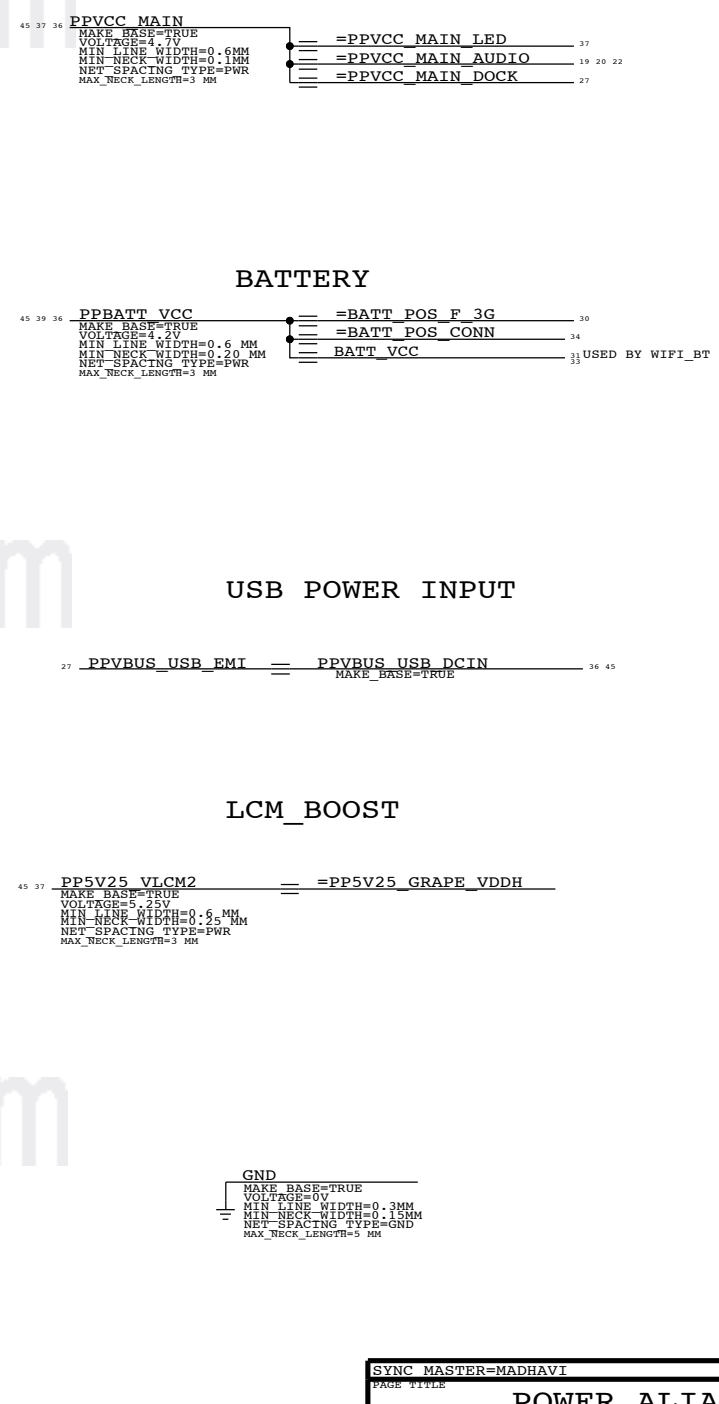 45 37 36 PPVCC_MAIN
MAKE_BASE=TRUE
VOLTAGE=4.7V
MIN_LINE_WIDTH=0.6MM
MIN_NECK_WIDTH=0.1MM
NET_SPACING_TYPE=PWR
MAX_NECK_LENGTH=3 MM
=PPVCC_MAIN_LED 37
=PPVCC_MAIN_AUDIO 19 20 22
=PPVCC_MAIN_DOCK 27
BATTERY
45 39 36 PPBATT_VCC
MAKE_BASE=TRUE
VOLTAGE=4.2V
MIN_LINE_WIDTH=0.6 MM
MIN_NECK_WIDTH=0.20 MM
NET_SPACING_TYPE=PWR
MAX_NECK_LENGTH=3 MM
=BATT_POS_F_3G 30
=BATT_POS_CONN 34
BATT_VCC 31 USED BY WIFI_BT
33
USB POWER INPUT
27 PPVBUS_USB_EMI PPVBUS_USB_DCIN 36 45
MAKE_BASE=TRUE
LCM_BOOST
45 37 PP5V25_VLCM2 =PP5V25_GRAPE_VDDH
MAKE_BASE=TRUE
VOLTAGE=5.25V
MIN_LINE_WIDTH=0.6 MM
MIN_NECK_WIDTH=0.25 MM
NET_SPACING_TYPE=PWR
MAX_NECK_LENGTH=3 MM
GND
MAKE_BASE=TRUE
VOLTAGE=0V
MIN_LINE_WIDTH=0.3MM
MIN_NECK_WIDTH=0.15MM
NET_SPACING_TYPE=GND
MAX_NECK_LENGTH=5 MM
SYNC_MASTER=MADHAVI
PAGE TITLE
POWER ALIA